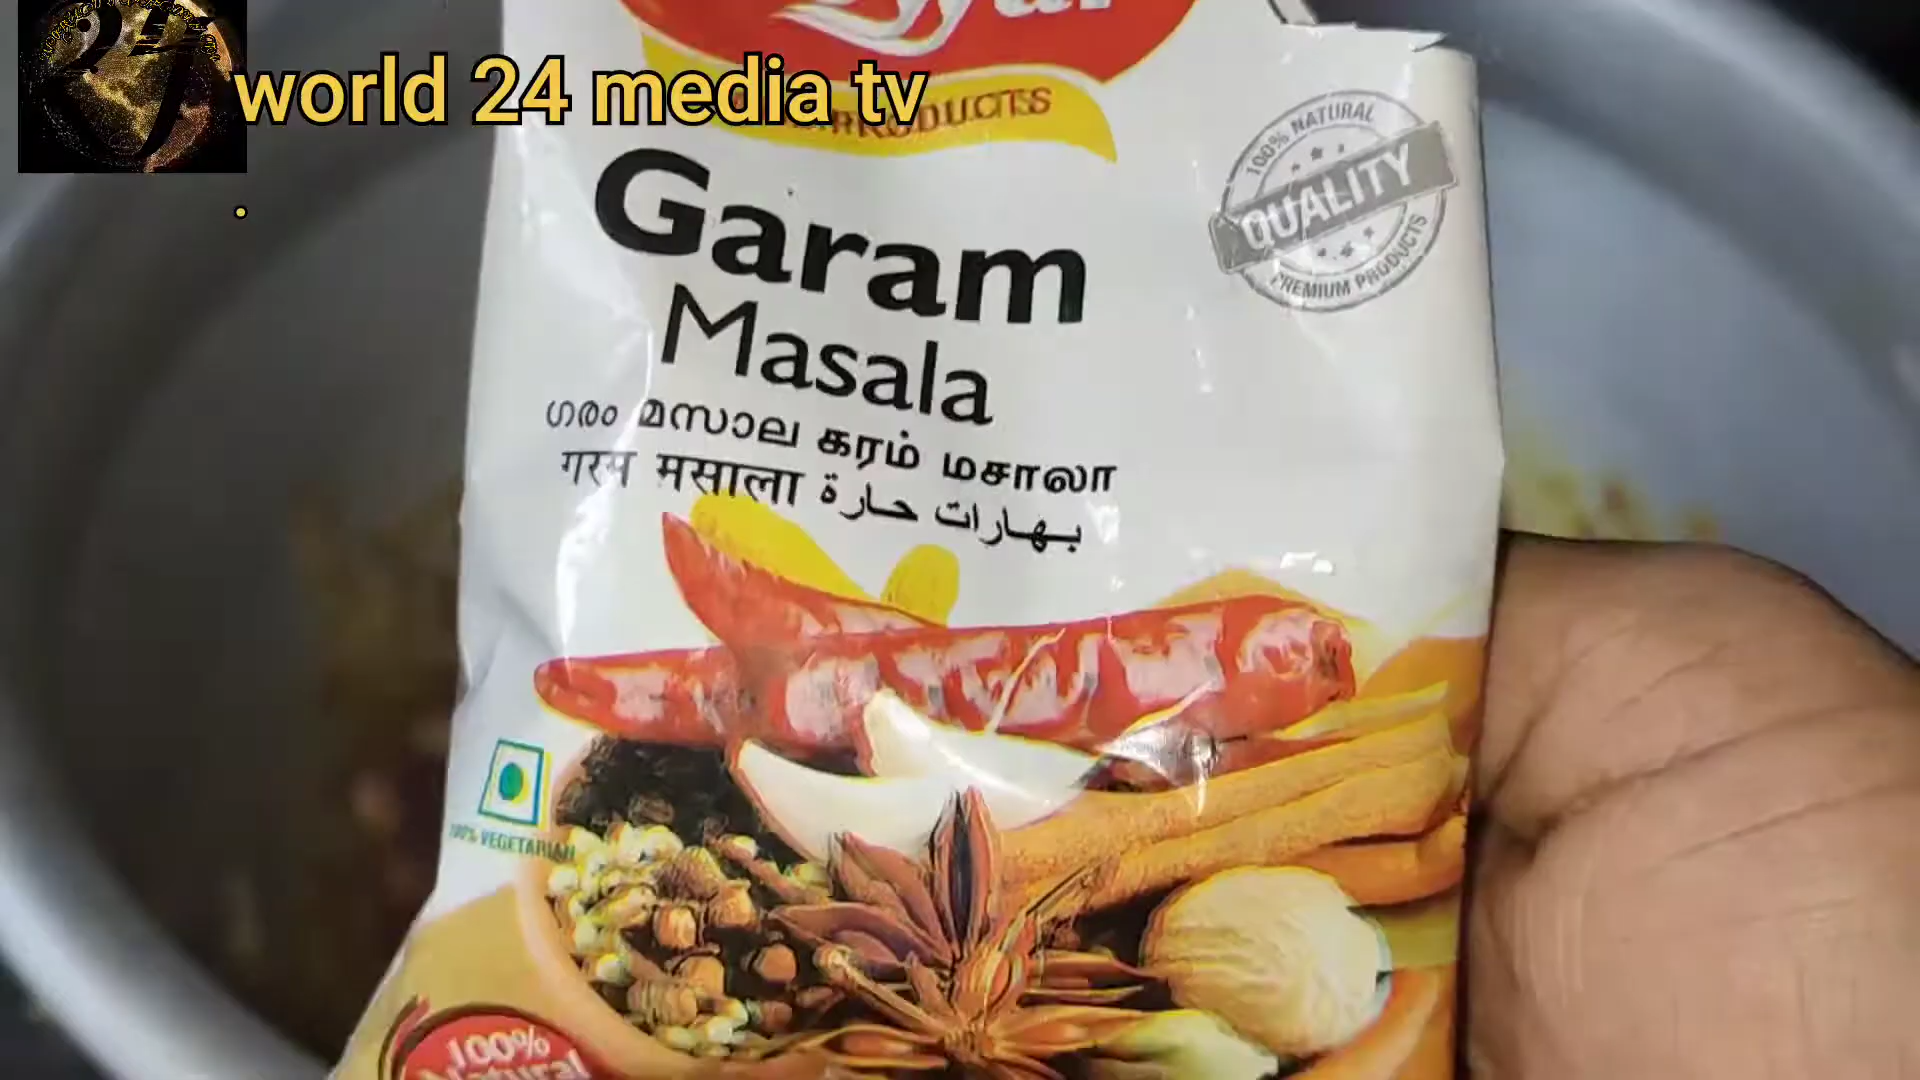 world 24 media tv
PRODUCTS
Garam
Masala
ഗരം മസാല கரம் மசாலா
गरम मसाला بهارات حارة
100% NATURAL
QUALITY
PREMIUM PRODUCTS
100% VEGETARIAN
100%
Natural